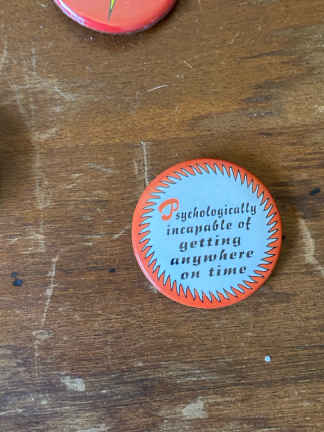 Psychologically
incapable of
getting
anywhere
on time